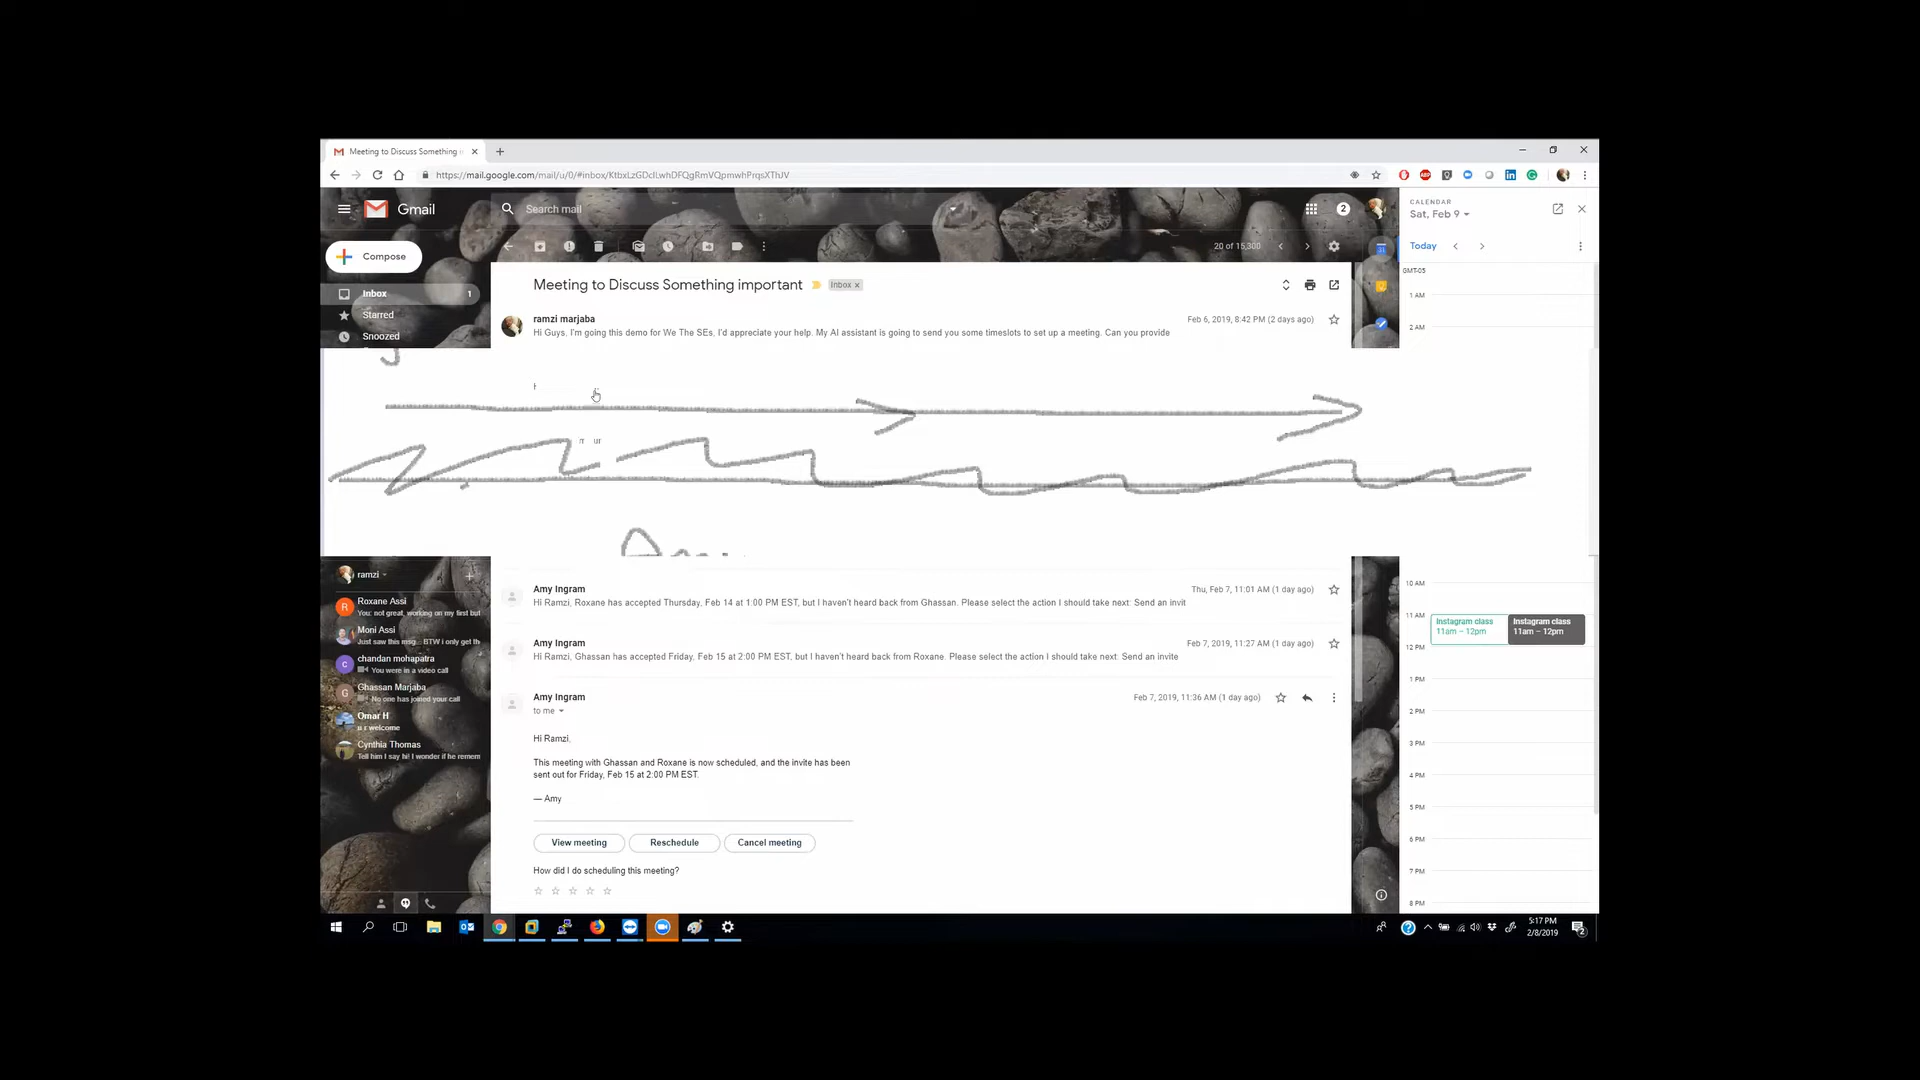 Meeting to Discuss Something i
https://mail.google.com/mail/u/0/#inbox/
Gmail
Search mail
2
CALENDAR
Sat, Feb 9
Compose
20 of 15,300
Today
GMT-05
Inbox 1
Starred
Snoozed
Meeting to Discuss Something important
Inbox x
1 AM
2 AM
ramzi marjaba
Feb 6, 2019, 8:42 PM (2 days ago)
Hi Guys, I'm going this demo for We The SEs, I'd appreciate your help. My AI assistant is going to send you some timeslots to set up a meeting. Can you provide
ramzi
Roxane Assi
You: not great, working on my first but
Moni Assi
Just saw this msg... BTW i only get th
chandan mohapatra
You were in a video call
Ghassan Marjaba
No one has joined your call
Omar H
u r welcome
Cynthia Thomas
Tell him I say hi! I wonder if he remem
Amy Ingram
Thu, Feb 7, 11:01 AM (1 day ago)
Hi Ramzi, Roxane has accepted Thursday, Feb 14 at 1:00 PM EST, but I haven't heard back from Ghassan. Please select the action I should take next: Send an invit
Amy Ingram
Feb 7, 2019, 11:27 AM (1 day ago)
Hi Ramzi, Ghassan has accepted Friday, Feb 15 at 2:00 PM EST, but I haven't heard back from Roxane. Please select the action I should take next: Send an invite
Amy Ingram
Feb 7, 2019, 11:36 AM (1 day ago)
to me
Hi Ramzi,
This meeting with Ghassan and Roxane is now scheduled, and the invite has been
sent out for Friday, Feb 15 at 2:00 PM EST.
— Amy
View meeting
Reschedule
Cancel meeting
How did I do scheduling this meeting?
10 AM
11 AM
Instagram class
11am – 12pm
Instagram class
11am – 12pm
12 PM
1 PM
2 PM
3 PM
4 PM
5 PM
6 PM
7 PM
8 PM
5:17 PM
2/8/2019